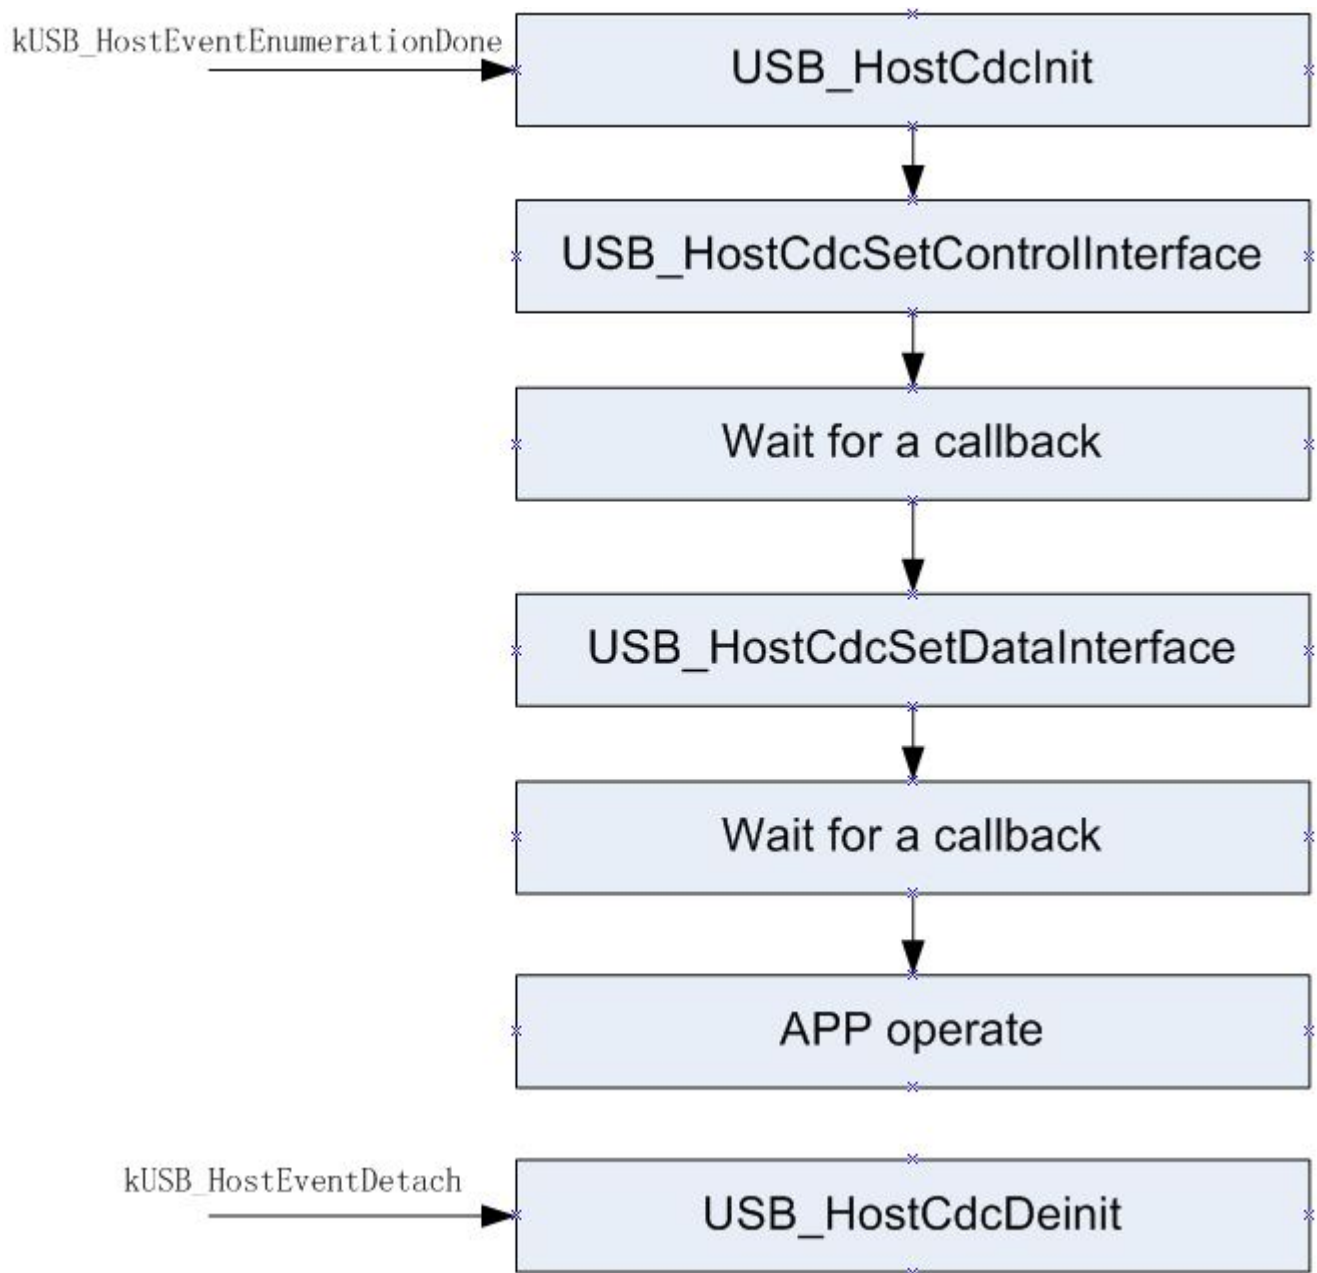 kUSB_HostEventEnumerationDone
USB_HostCdcInit
USB_HostCdcSetControlInterface
Wait for a callback
USB_HostCdcSetDataInterface
Wait for a callback
APP operate
kUSB_HostEventDetach
USB_HostCdcDeinit